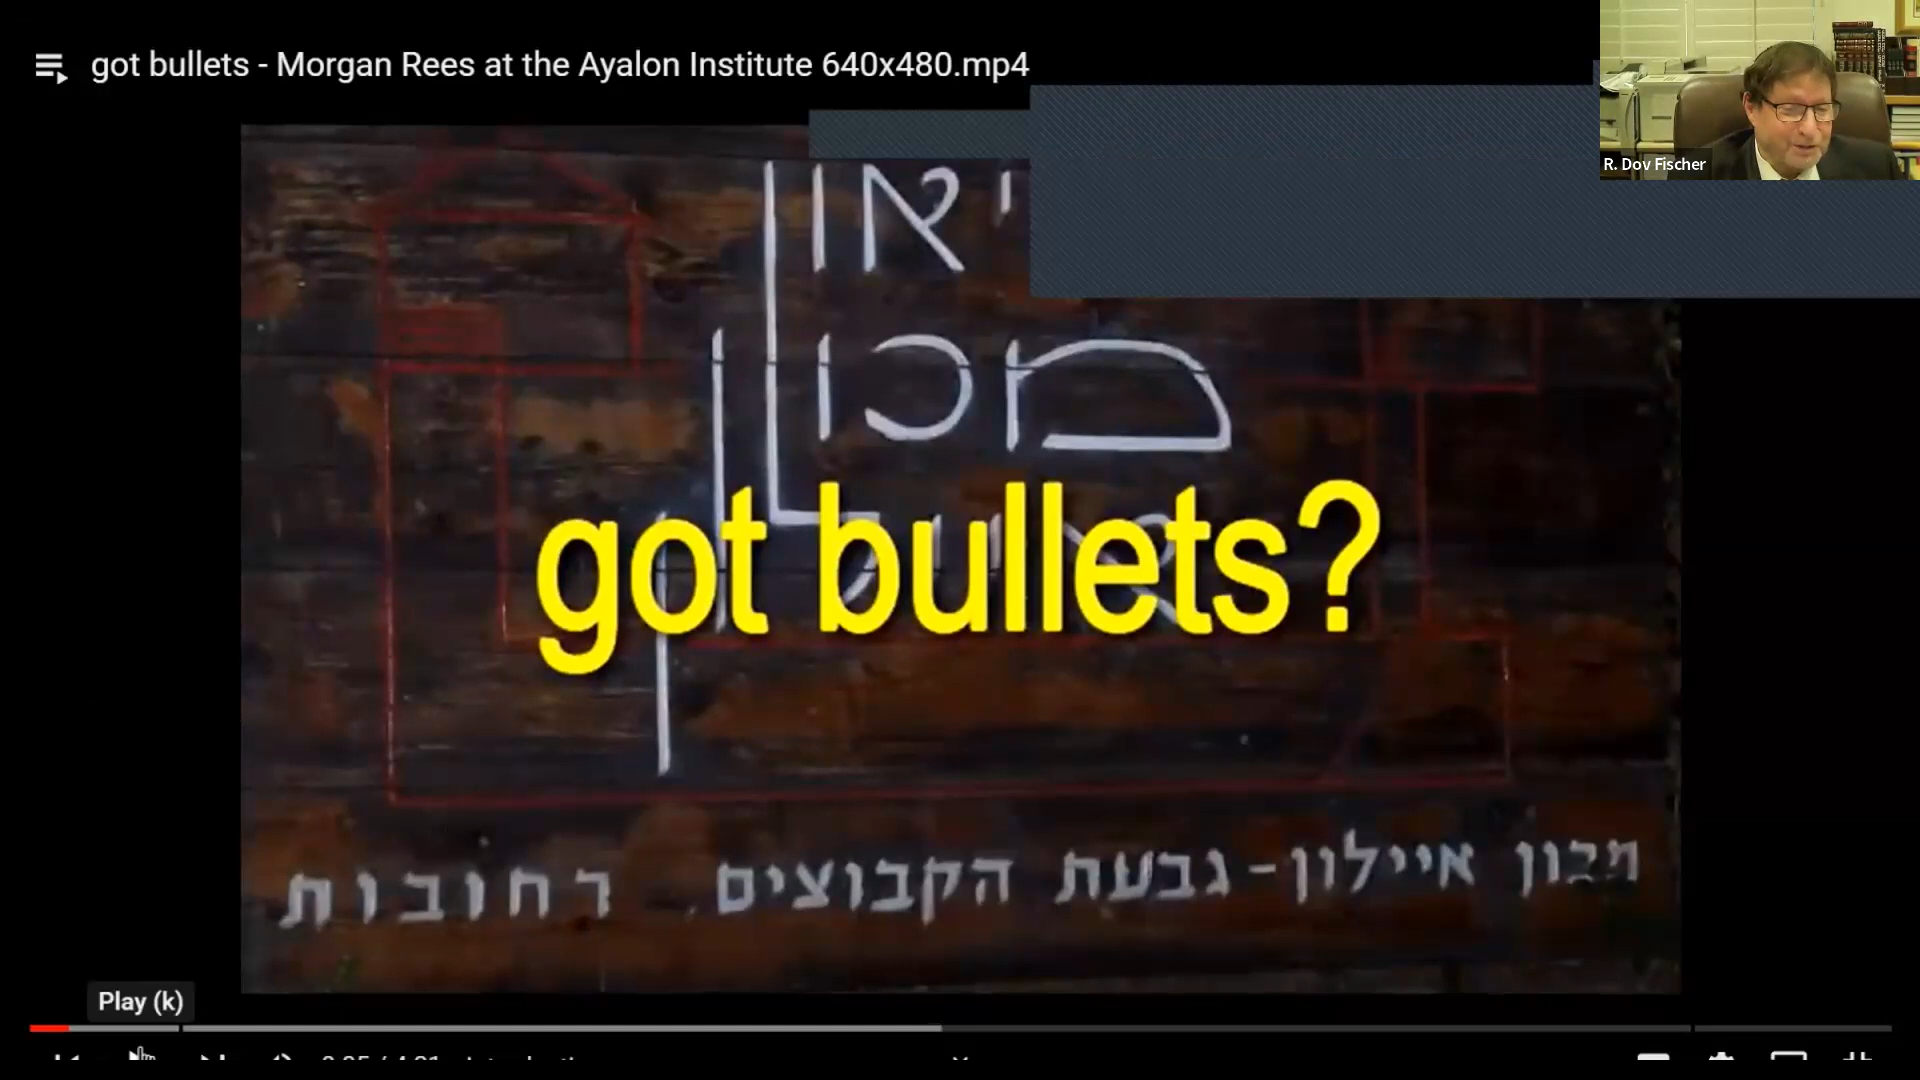 got bullets - Morgan Rees at the Ayalon Institute 640x480.mp4
R. Dov Fischer
מכון
got bullets?
מכון איילון - גבעת הקבוצים. רחובות
Play (k)